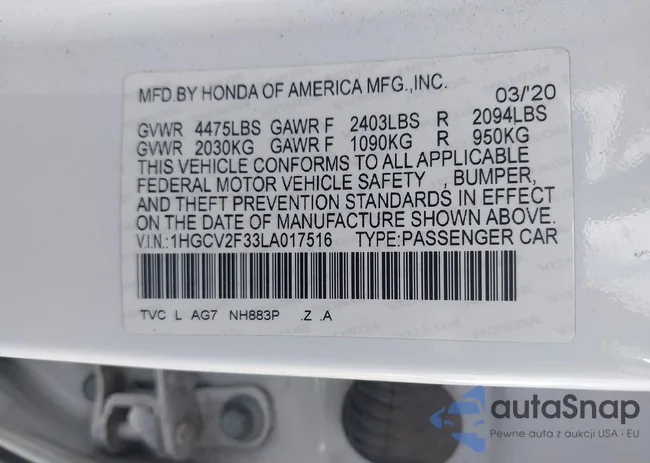 MFD.BY HONDA OF AMERICA MFG.,INC. 03/'20
GVWR 4475LBS GAWR F 2403LBS R 2094LBS
GVWR 2030KG GAWR F 1090KG R 950KG
THIS VEHICLE CONFORMS TO ALL APPLICABLE
FEDERAL MOTOR VEHICLE SAFETY , BUMPER,
AND THEFT PREVENTION STANDARDS IN EFFECT
ON THE DATE OF MANUFACTURE SHOWN ABOVE.
V.I.N.:1HGCV2F33LA017516 TYPE:PASSENGER CAR
TVC L AG7 NH883P .Z .A
autaSnap
Pewne auta z aukcji USA i EU